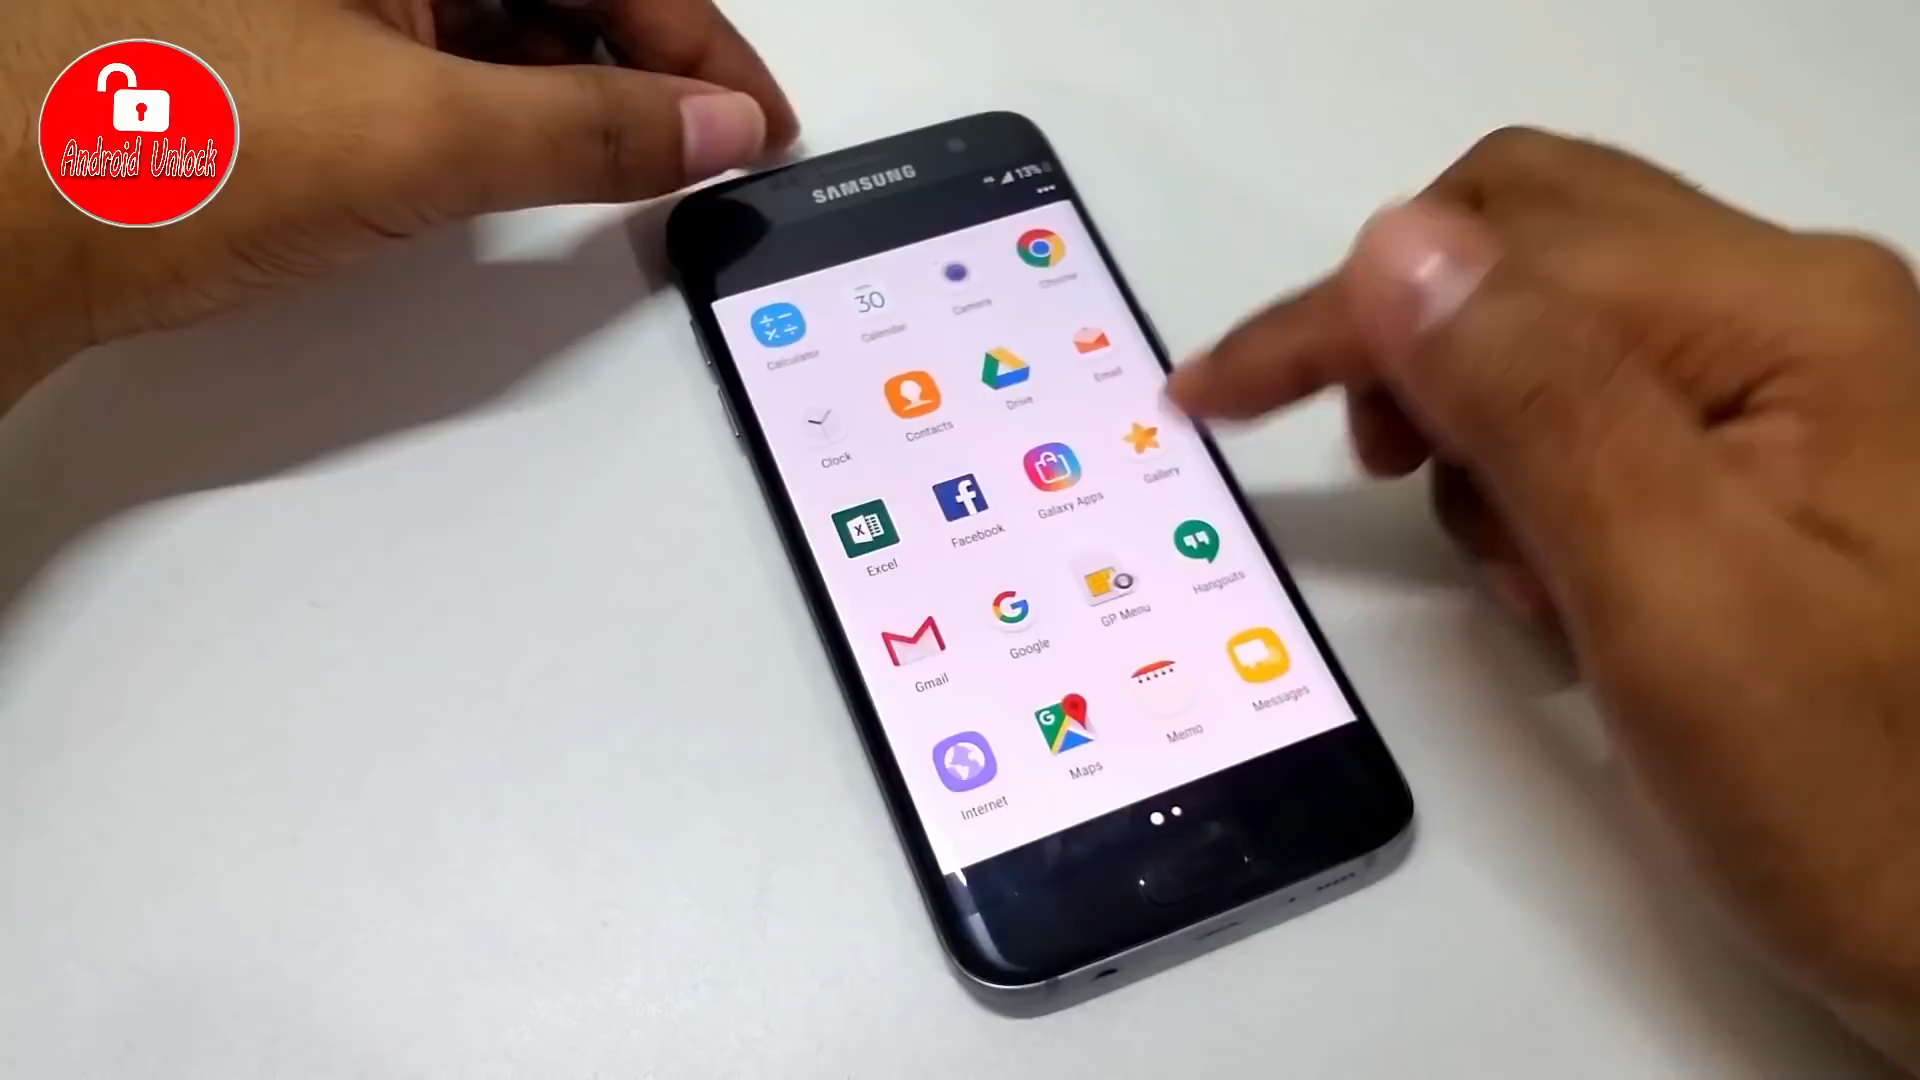 Android Unlock
SAMSUNG
13%
Calculator
30
Calendar
Camera
Chrome
Clock
Contacts
Drive
Email
Excel
Facebook
Galaxy Apps
Gallery
Gmail
Google
GP Menu
Hangouts
Internet
Maps
Memo
Messages